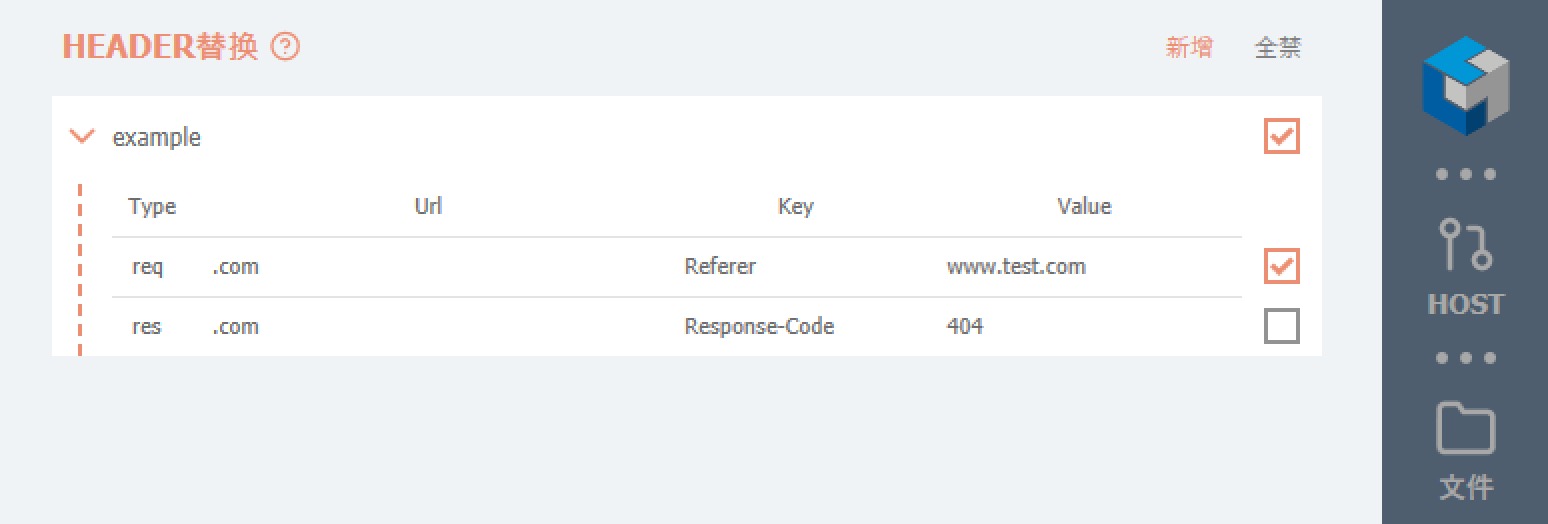 HEADER替换 ? 新增 全禁
example
Type Url Key Value
req .com Referer www.test.com
res .com Response-Code 404
HOST
文件